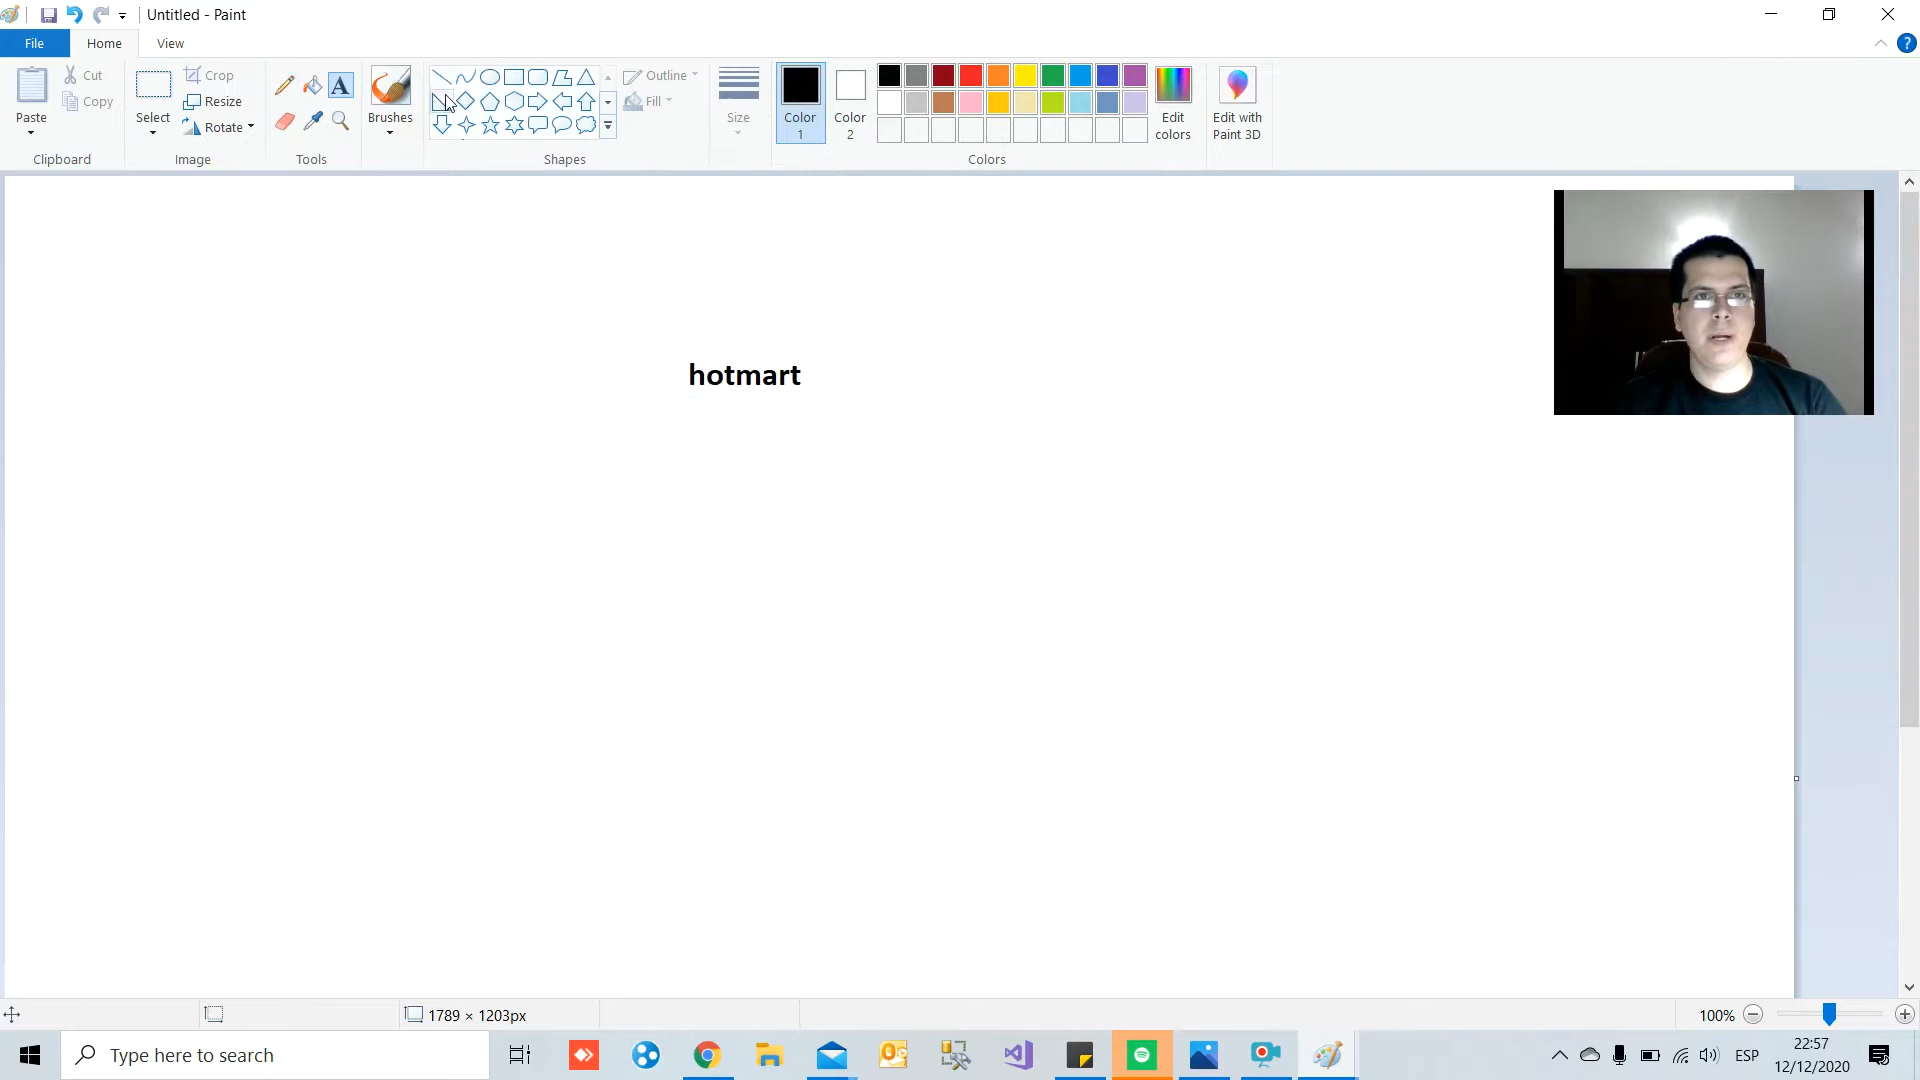 Untitled - Paint
File
Home
View
?
Paste
Cut
Copy
Clipboard
Select
Crop
Resize
Rotate
Image
A
Tools
Brushes
Shapes
Outline
Fill
Size
Color 1
Color 2
Colors
Edit colors
Edit with Paint 3D
hotmart
1789 × 1203px
100%
Type here to search
ESP
22:57
12/12/2020